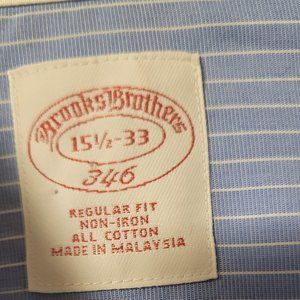 Brooks Brothers
15½-33
346
REGULAR FIT
NON-IRON
ALL COTTON
MADE IN MALAYSIA